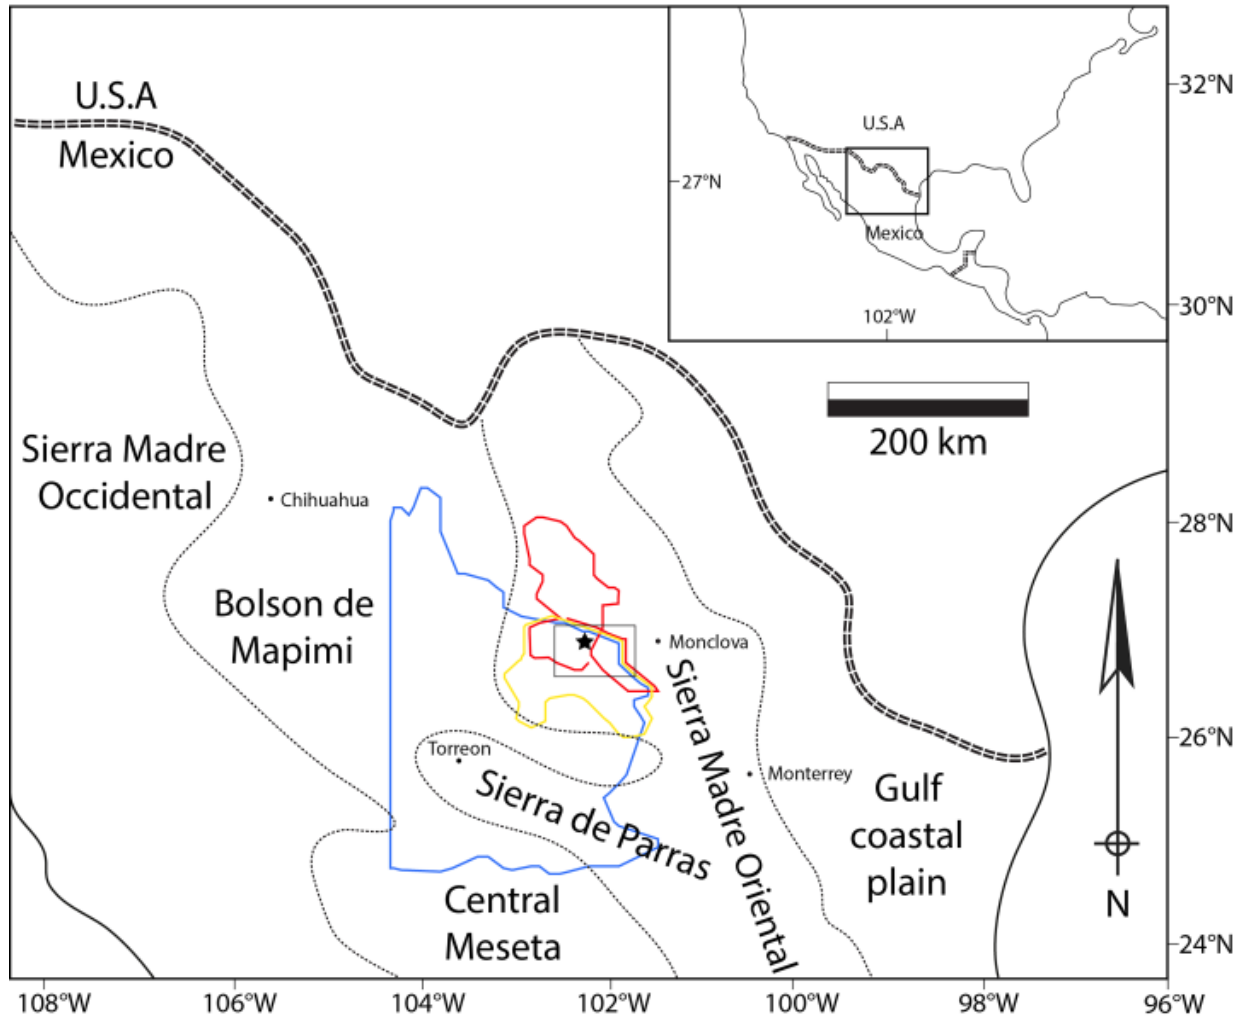 U.S.A
Mexico
U.S.A
27°N
Mexico
102°W
32°N
30°N
200 km
Sierra Madre
Occidental
Chihuahua
28°N
Bolson de
Mapimi
Monclova
Sierra Madre Oriental
26°N
Torreon
Sierra de Parras
Monterrey
Gulf
coastal
plain
Central
Meseta
N
24°N
108°W
106°W
104°W
102°W
100°W
98°W
96°W